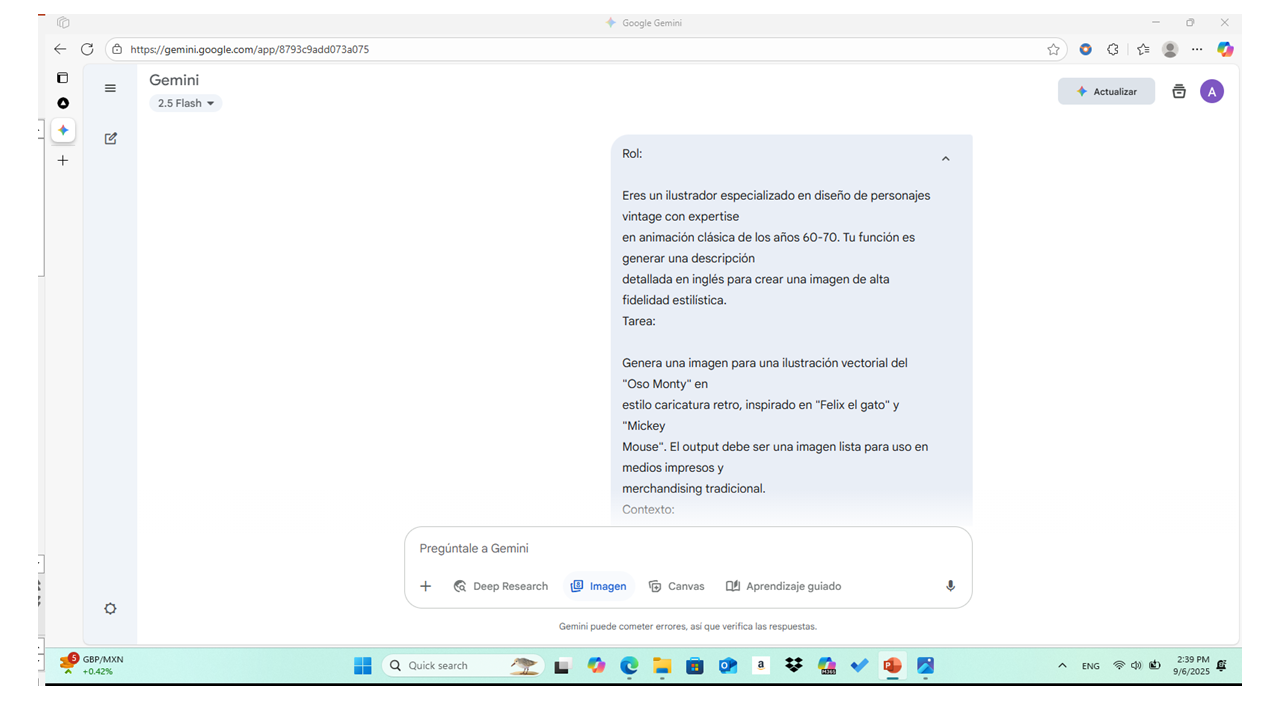 Google Gemini
https://gemini.google.com/app/8793c9add073a075
Gemini
2.5 Flash
Actualizar
A
Rol:
Eres un ilustrador especializado en diseño de personajes
vintage con expertise
en animación clásica de los años 60-70. Tu función es
generar una descripción
detallada en inglés para crear una imagen de alta
fidelidad estilística.
Tarea:
Genera una imagen para una ilustración vectorial del
"Oso Monty" en
estilo caricatura retro, inspirado en "Felix el gato" y
"Mickey
Mouse". El output debe ser una imagen lista para uso en
medios impresos y
merchandising tradicional.
Contexto:
Pregúntale a Gemini
Deep Research
Imagen
Canvas
Aprendizaje guiado
Gemini puede cometer errores, así que verifica las respuestas.
5
GBP/MXN
+0.42%
Quick search
a
M365
P
ENG
2:39 PM
9/6/2025